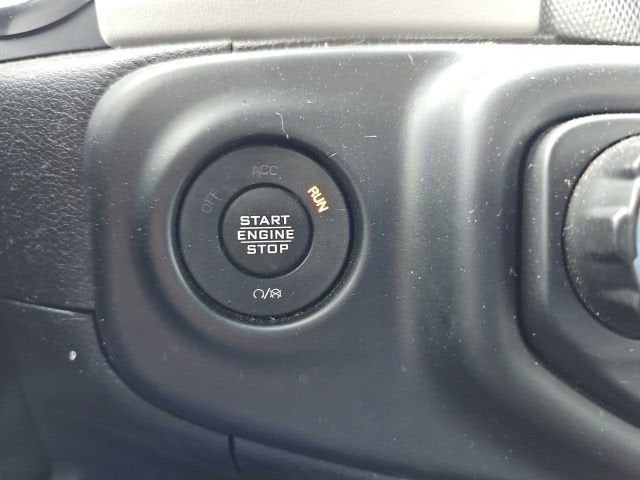 OFF
ACC
RUN
START
ENGINE
STOP